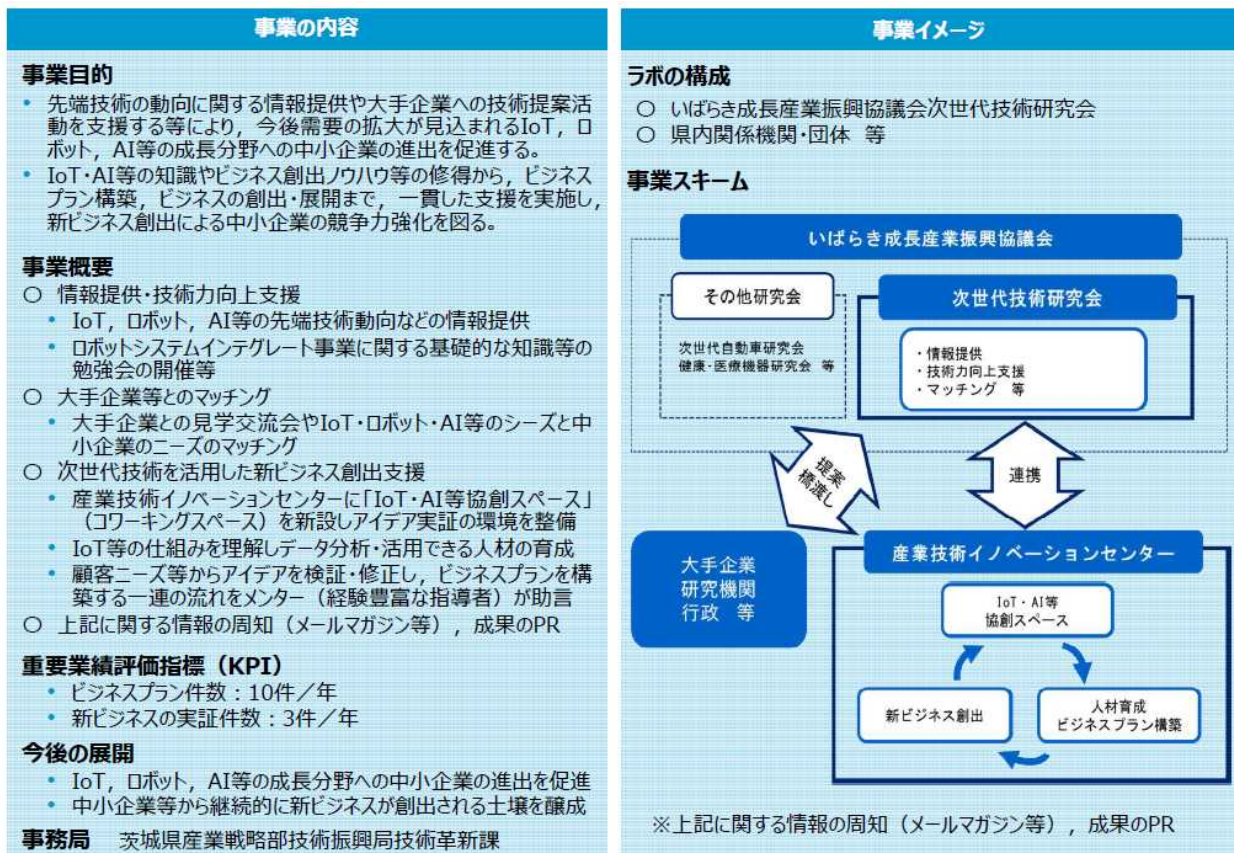 事業の内容
事業目的
• 先端技術の動向に関する情報提供や大手企業への技術提案活
動を支援する等により，今後需要の拡大が見込まれるIoT，ロ
ボット，AI等の成長分野への中小企業の進出を促進する。
• IoT・AI等の知識やビジネス創出ノウハウ等の修得から，ビジネス
プラン構築，ビジネスの創出・展開まで，一貫した支援を実施し，
新ビジネス創出による中小企業の競争力強化を図る。
事業概要
○ 情報提供・技術力向上支援
• IoT，ロボット，AI等の先端技術動向などの情報提供
• ロボットシステムインテグレート事業に関する基礎的な知識等の
勉強会の開催等
○ 大手企業等とのマッチング
• 大手企業との見学交流会やIoT・ロボット・AI等のシーズと中
小企業のニーズのマッチング
○ 次世代技術を活用した新ビジネス創出支援
• 産業技術イノベーションセンターに「IoT・AI等協創スペース」
（コワーキングスペース）を新設しアイデア実証の環境を整備
• IoT等の仕組みを理解しデータ分析・活用できる人材の育成
• 顧客ニーズ等からアイデアを検証・修正し，ビジネスプランを構
築する一連の流れをメンター（経験豊富な指導者）が助言
○ 上記に関する情報の周知（メールマガジン等），成果のPR
重要業績評価指標（KPI）
• ビジネスプラン件数：10件／年
• 新ビジネスの実証件数：3件／年
今後の展開
• IoT，ロボット，AI等の成長分野への中小企業の進出を促進
• 中小企業等から継続的に新ビジネスが創出される土壌を醸成
事務局 茨城県産業戦略部技術振興局技術革新課
事業イメージ
ラボの構成
○ いばらき成長産業振興協議会次世代技術研究会
○ 県内関係機関・団体 等
事業スキーム
いばらき成長産業振興協議会
その他研究会
次世代自動車研究会
健康・医療機器研究会 等
次世代技術研究会
・情報提供
・技術力向上支援
・マッチング 等
提案
橋渡し
連携
大手企業
研究機関
行政 等
産業技術イノベーションセンター
IoT・AI等
協創スペース
新ビジネス創出
人材育成
ビジネスプラン構築
※上記に関する情報の周知（メールマガジン等），成果のPR